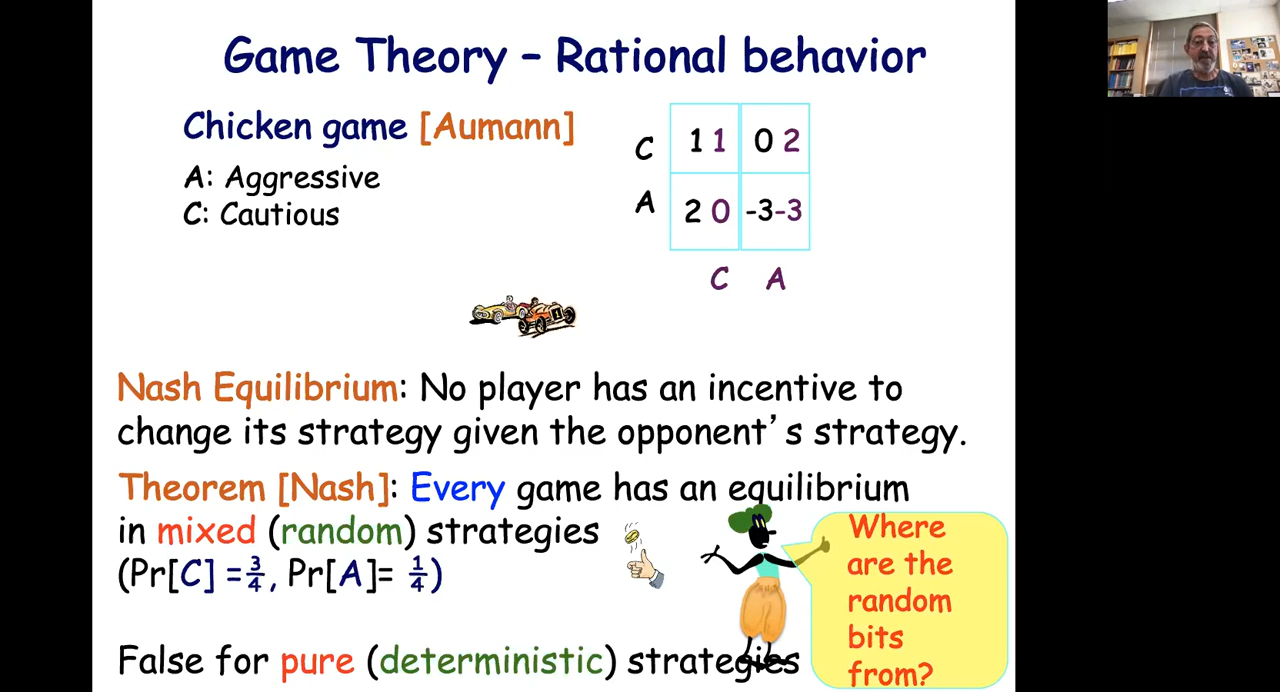 Game Theory – Rational behavior
Chicken game [Aumann]
A: Aggressive
C: Cautious
C 1 1 0 2
A 2 0 -3 -3
C A
Nash Equilibrium: No player has an incentive to
change its strategy given the opponent’s strategy.
Theorem [Nash]: Every game has an equilibrium
in mixed (random) strategies
(Pr[C] =¾, Pr[A]= ¼)
False for pure (deterministic) strategies
Where
are the
random
bits
from?